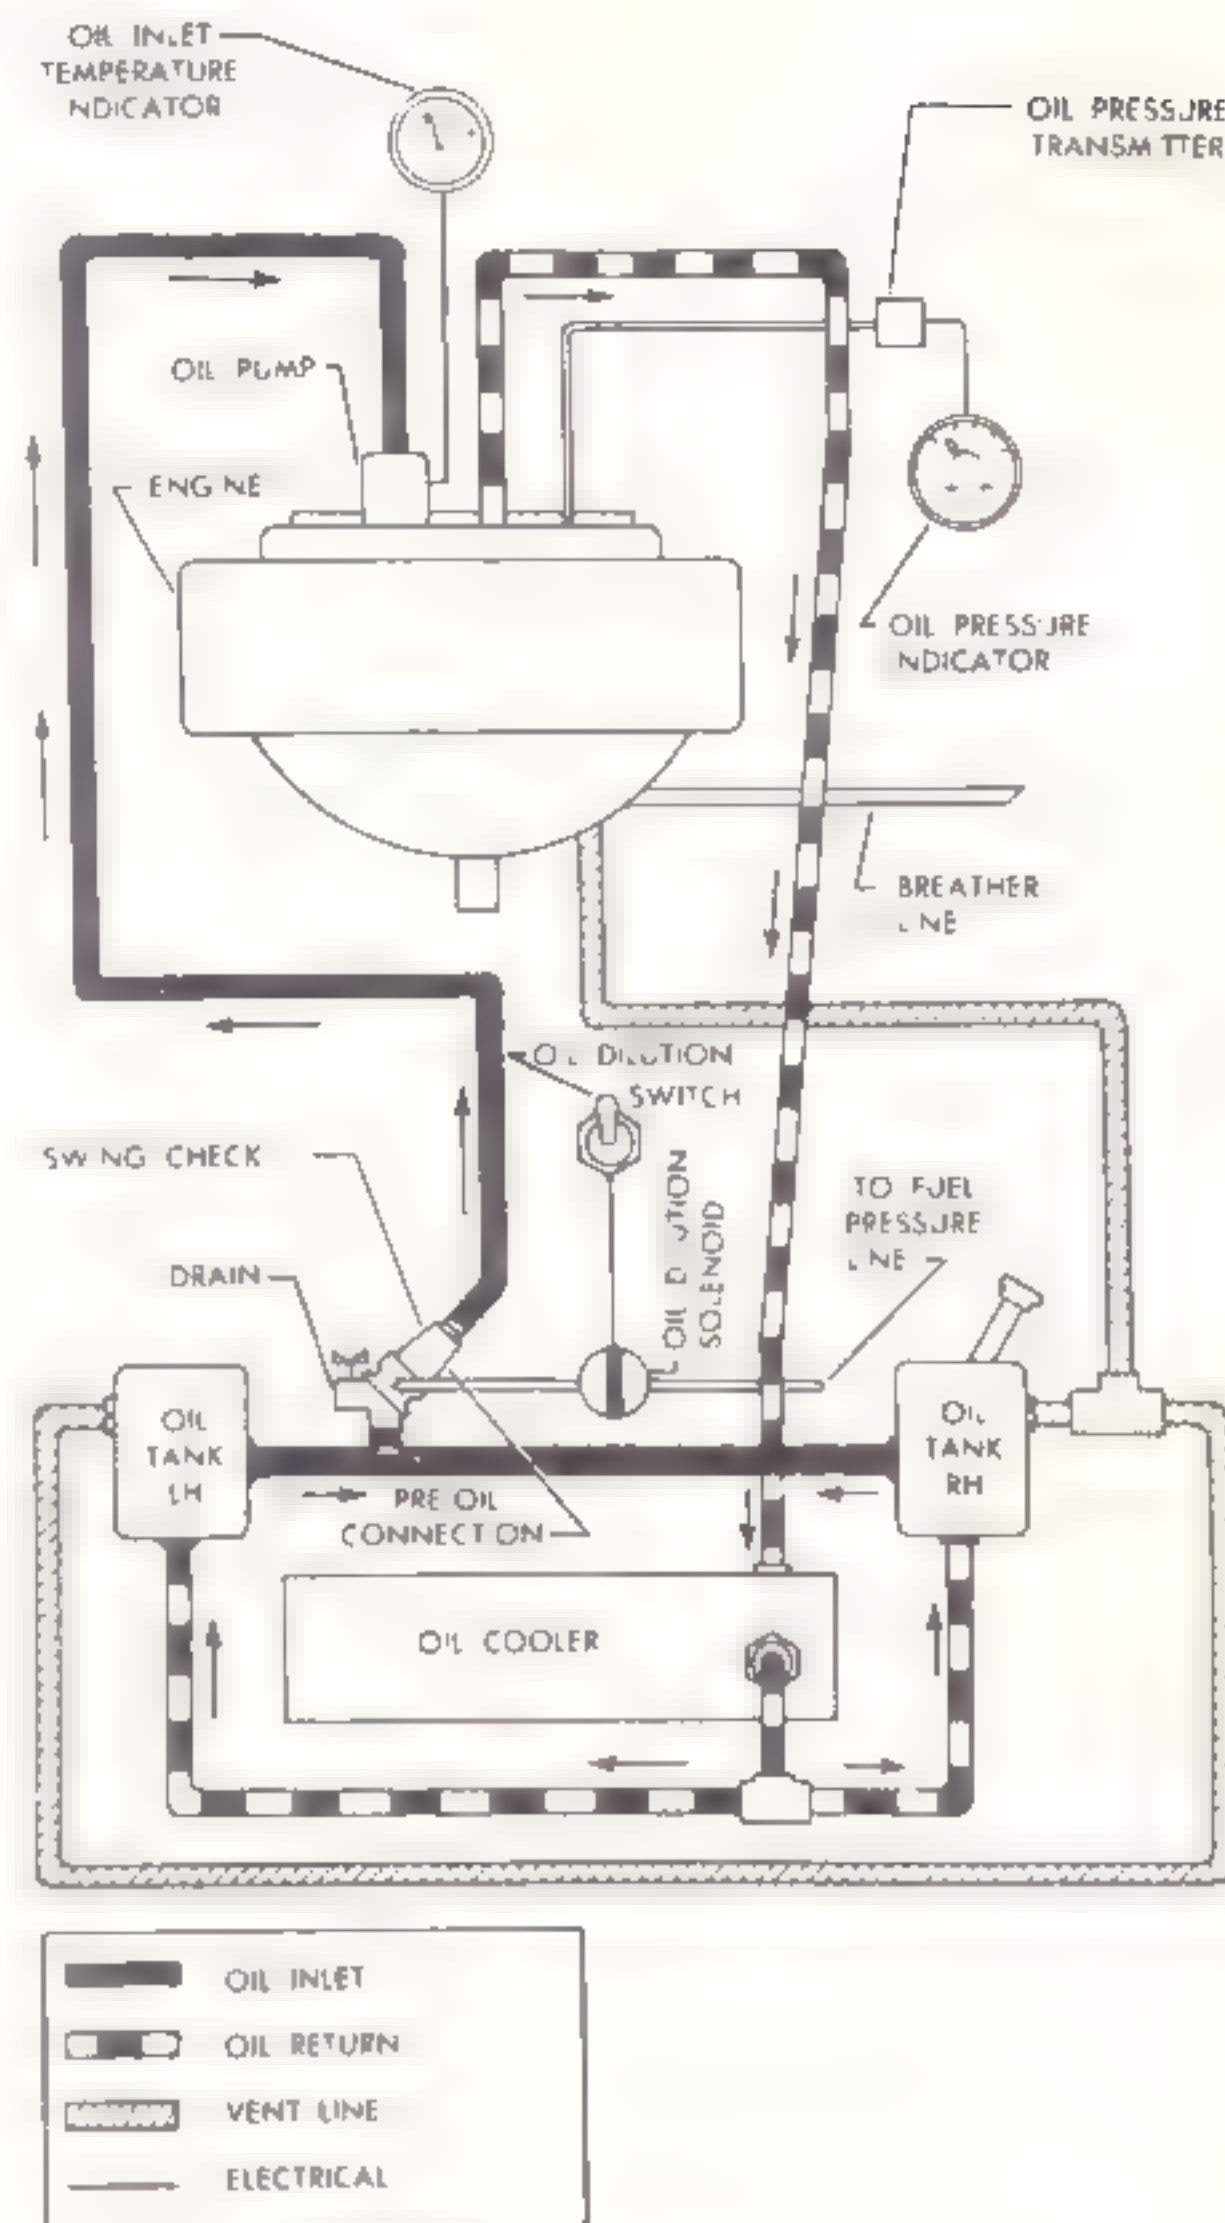 OIL INLET
TEMPERATURE
INDICATOR
OIL PRESSURE
TRANSMITTER
OIL PUMP
ENGINE
OIL PRESSURE
INDICATOR
BREATHER
LINE
OIL DILUTION
SWITCH
SWING CHECK
OIL DILUTION
SOLENOID
TO FUEL
PRESSURE
LINE
DRAIN
OIL
TANK
LH
OIL
TANK
RH
PRE OIL
CONNECTION
OIL COOLER
OIL INLET
OIL RETURN
VENT LINE
ELECTRICAL